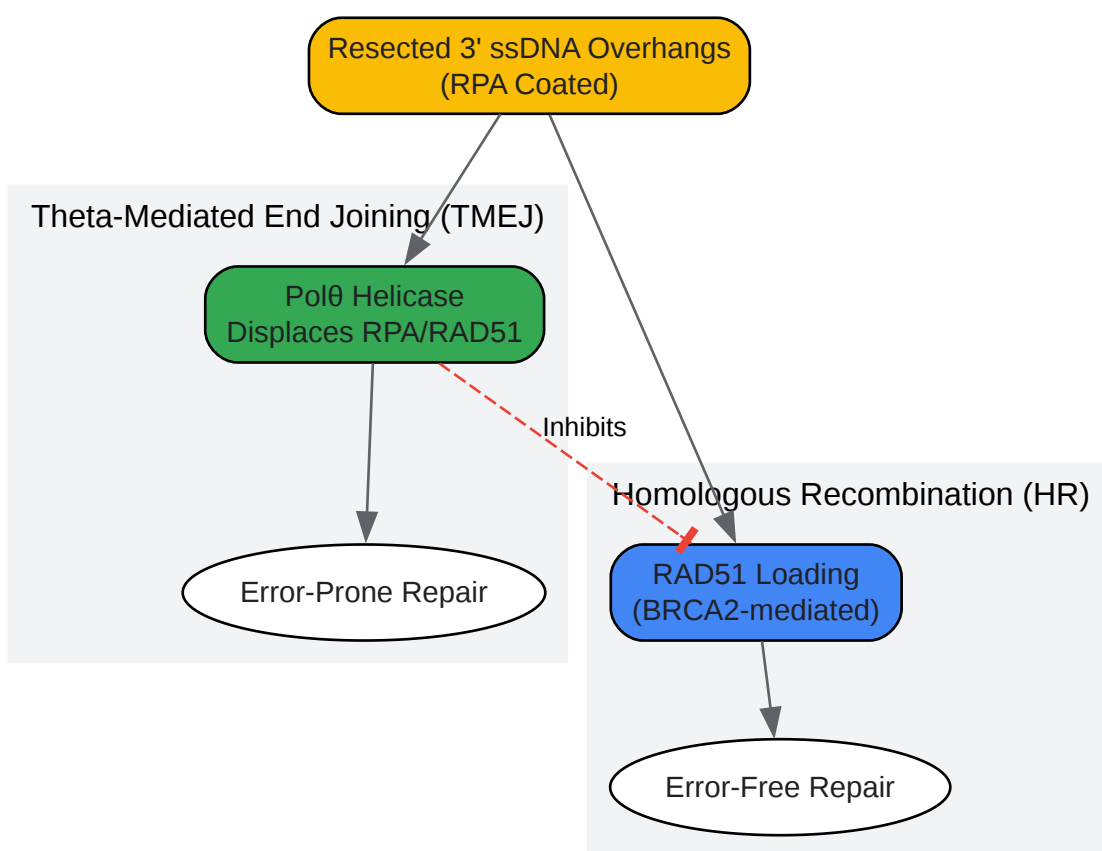 Resected 3' ssDNA Overhangs
(RPA Coated)
Theta-Mediated End Joining (TMEJ)
Polθ Helicase
Displaces RPA/RAD51
Inhibits
Error-Prone Repair
Homologous Recombination (HR)
RAD51 Loading
(BRCA2-mediated)
Error-Free Repair